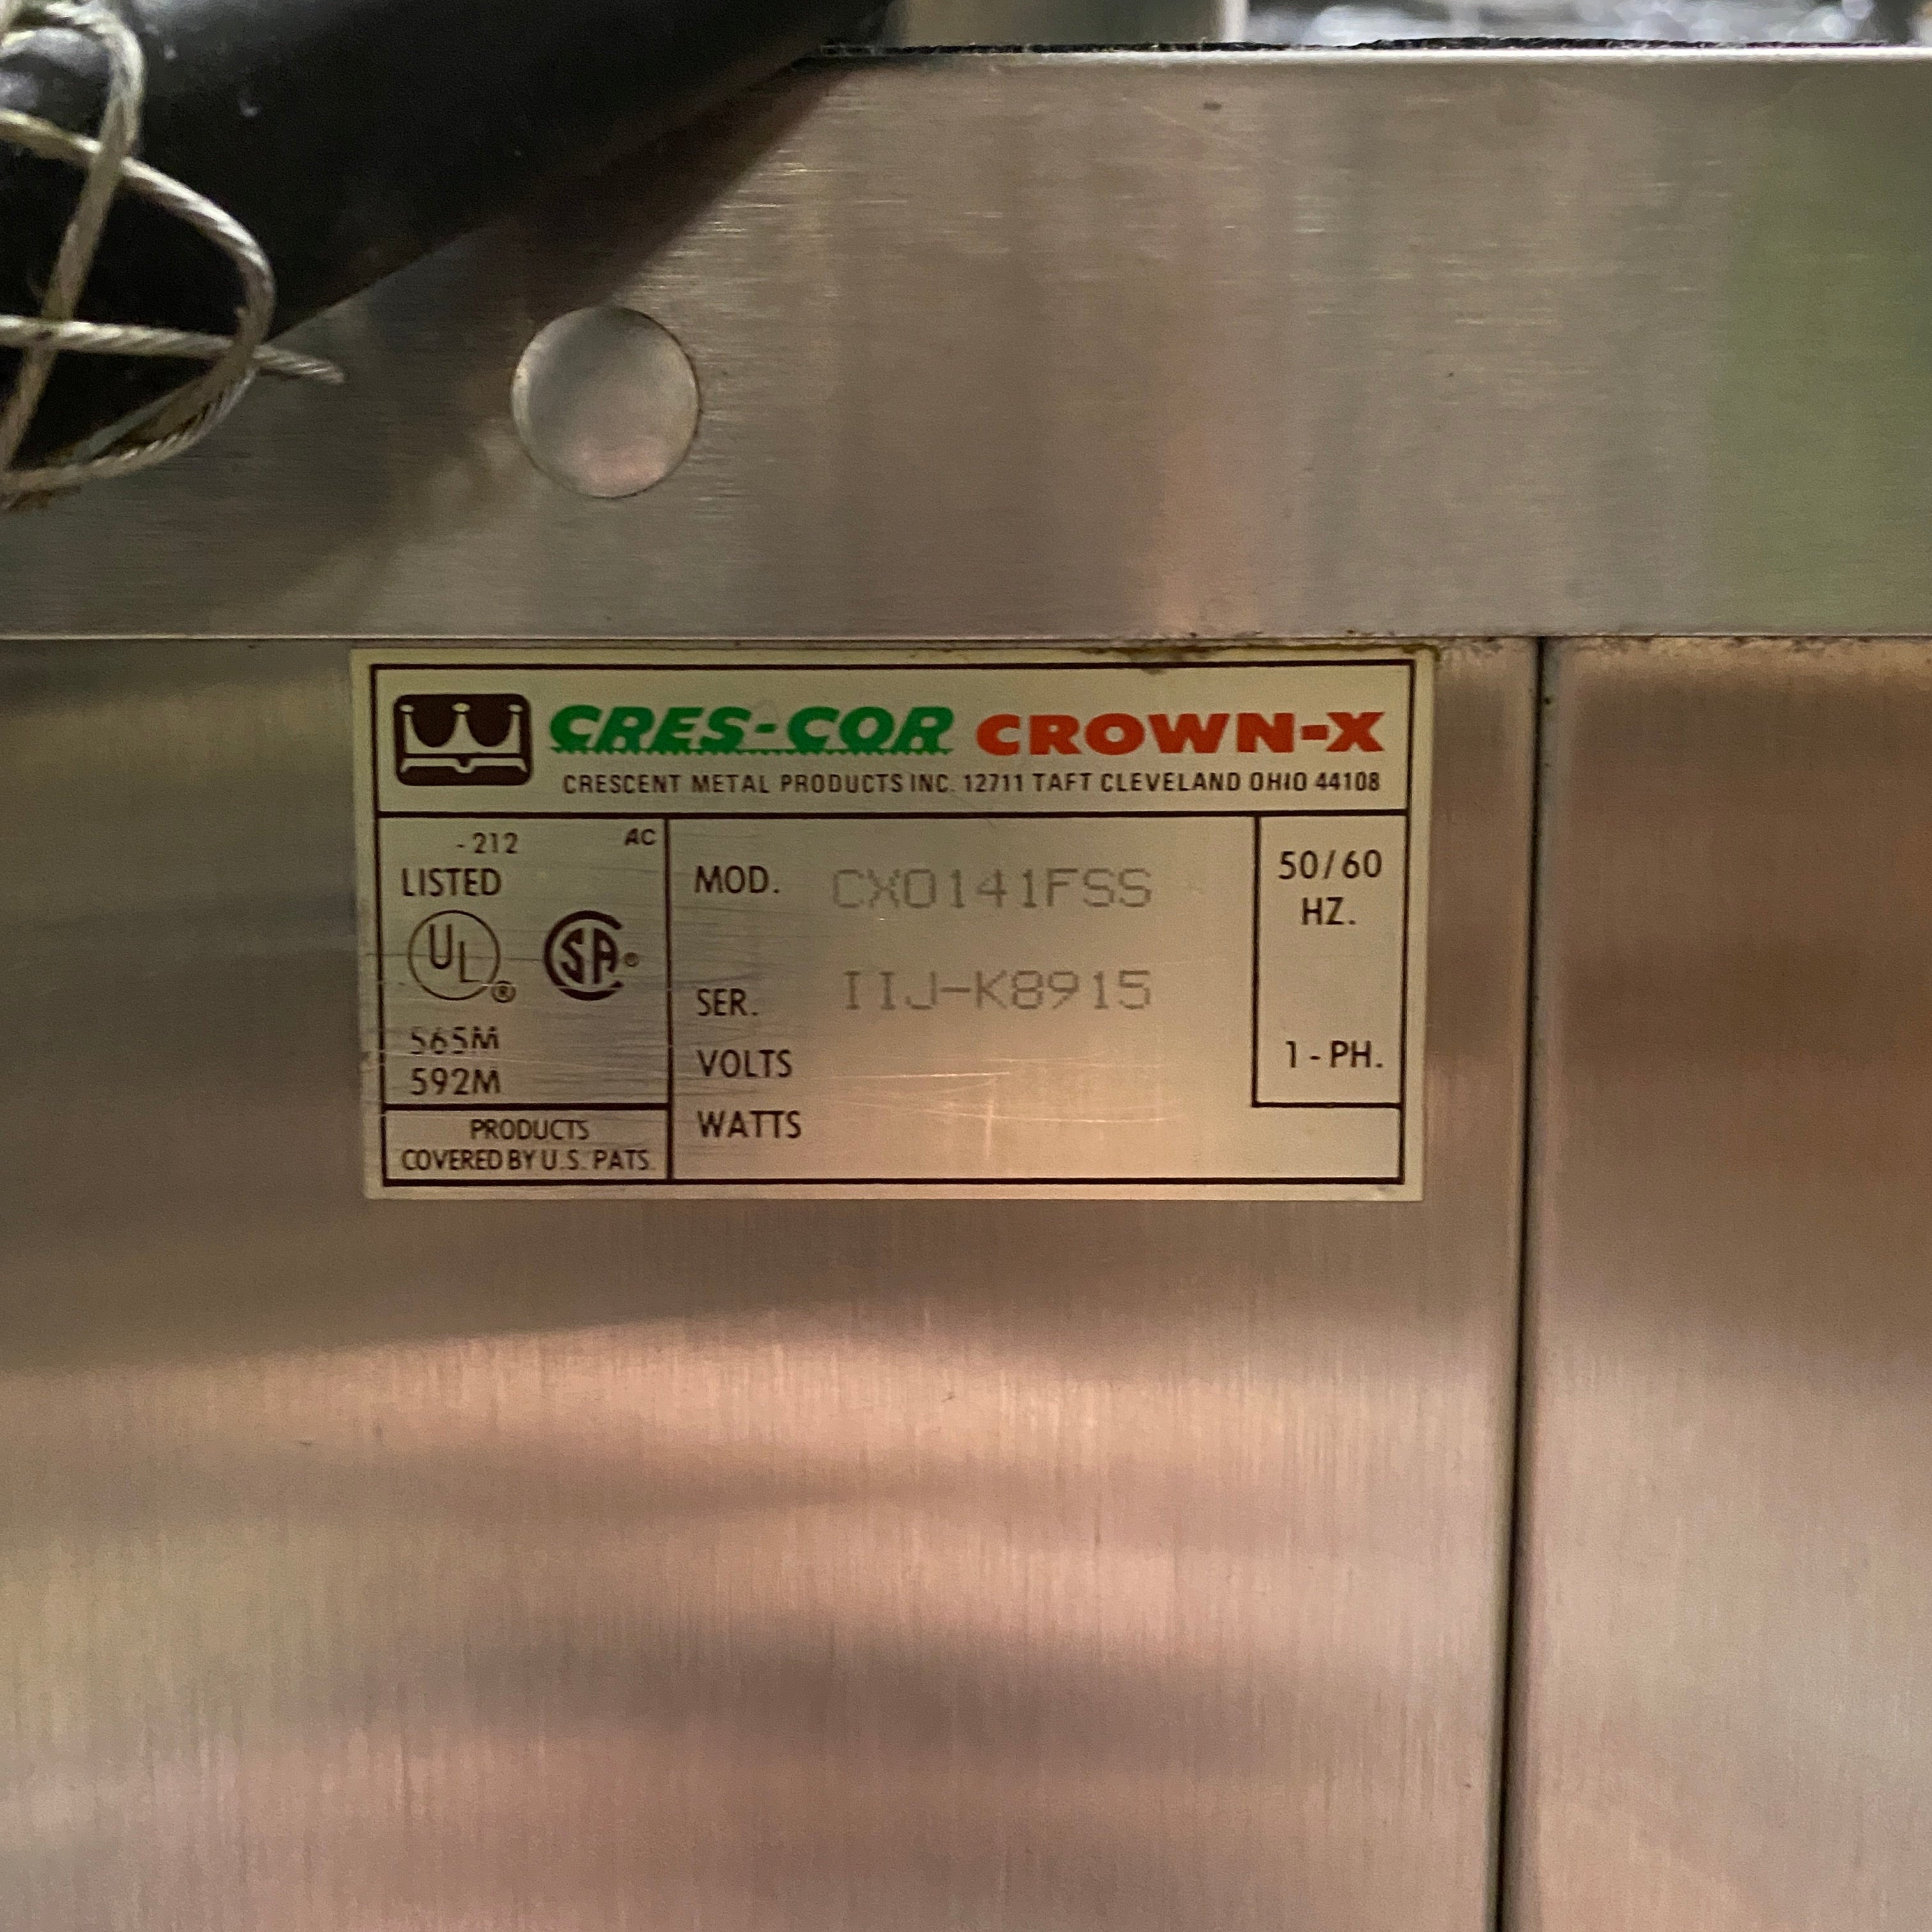 CRES-COR CROWN-X
CRESCENT METAL PRODUCTS INC. 12711 TAFT CLEVELAND OHIO 44108
-212 AC
LISTED
UL® SA®
565M
592M
PRODUCTS
COVERED BY U.S. PATS.
MOD. CX0141FSS
SER. IIJ-K8915
VOLTS
WATTS
50/60
HZ.
1-PH.